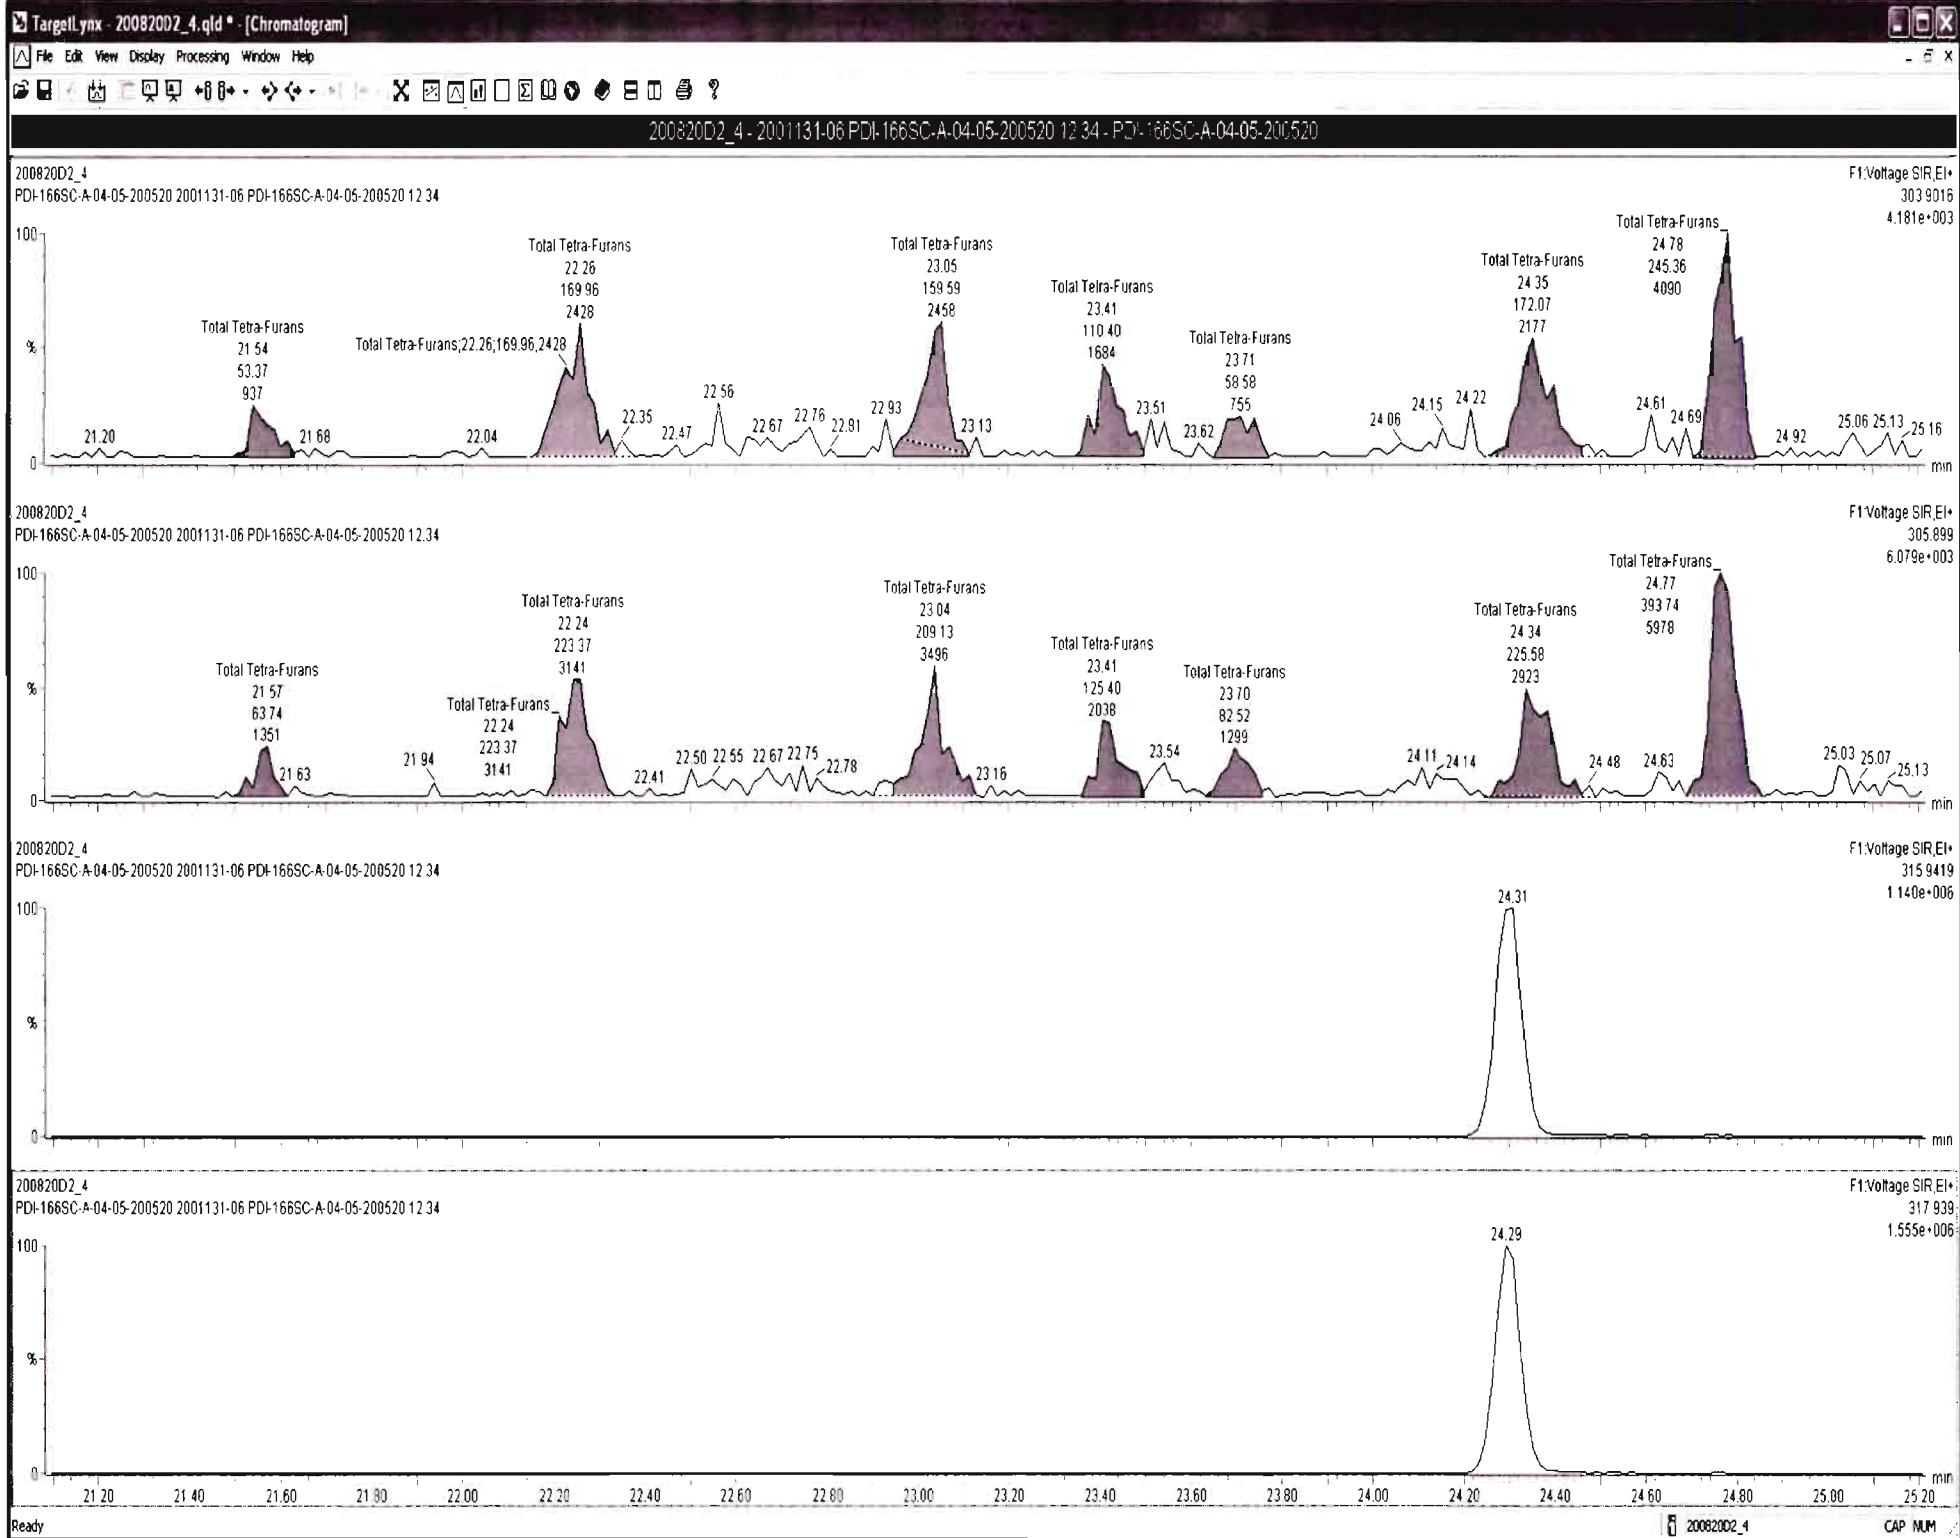 TargetLynx - 200820D2_4.qld * - [Chromatogram]
File Edit View Display Processing Window Help
200820D2_4 - 2001131-06 PDI-166SC-A-04-05-200520 12.34 - PDI-166SC-A-04-05-200520
200820D2_4
PDI-166SC-A-04-05-200520 2001131-06 PDI-166SC-A-04-05-200520 12 34
F1:Voltage SIR,EI+
303 9016
4.181e+003
100
%
0
Total Tetra-Furans
21 54
53.37
937
Total Tetra-Furans;22.26;169.96,2428
Total Tetra-Furans
22 26
169 96
2428
Total Tetra-Furans
23.05
159 59
2458
Total Tetra-Furans
23.41
110 40
1684
Total Tetra-Furans
23 71
58 58
755
Total Tetra-Furans
24 35
172.07
2177
Total Tetra-Furans
24 78
245.36
4090
21.20
21 68
22.04
22.35
22.47
22 56
22 67
22 76
22.81
22 93
23 13
23.51
23.62
24 06
24.15
24 22
24.61
24 69
24 92
25.06
25.13
25 16
min
200820D2_4
PDI-166SC-A-04-05-200520 2001131-06 PDI-166SC-A-04-05-200520 12.34
F1:Voltage SIR,EI+
305.899
6.079e+003
100
%
0
Total Tetra-Furans
21 57
63 74
1351
Total Tetra-Furans
22 24
223 37
3141
Total Tetra-Furans
22 24
223 37
3141
Total Tetra-Furans
23 04
209 13
3496
Total Tetra-Furans
23.41
125 40
2038
Total Tetra-Furans
23 70
82 52
1299
Total Tetra-Furans
24 34
225.58
2923
Total Tetra-Furans
24.77
393 74
5978
21 63
21 94
22.41
22 50
22 55
22 67
22 75
22.78
23 16
23.54
24 11
24 14
24 48
24.63
25.03
25.07
25.13
min
200820D2_4
PDI-166SC-A-04-05-200520 2001131-06 PDI-166SC-A-04-05-200520 12 34
F1:Voltage SIR,EI+
315 9419
1 140e+006
100
%
0
24.31
min
200820D2_4
PDI-166SC-A-04-05-200520 2001131-06 PDI-166SC-A-04-05-200520 12 34
F1:Voltage SIR,EI+
317 939
1.555e+006
100
%
0
24.29
min
21 20 21 40 21.60 21 80 22 00 22 20 22.40 22 60 22 80 23.00 23 20 23 40 23.60 23 80 24.00 24 20 24.40 24 60 24.80 25.00 25 20
Ready
200820D2_4
CAP NUM